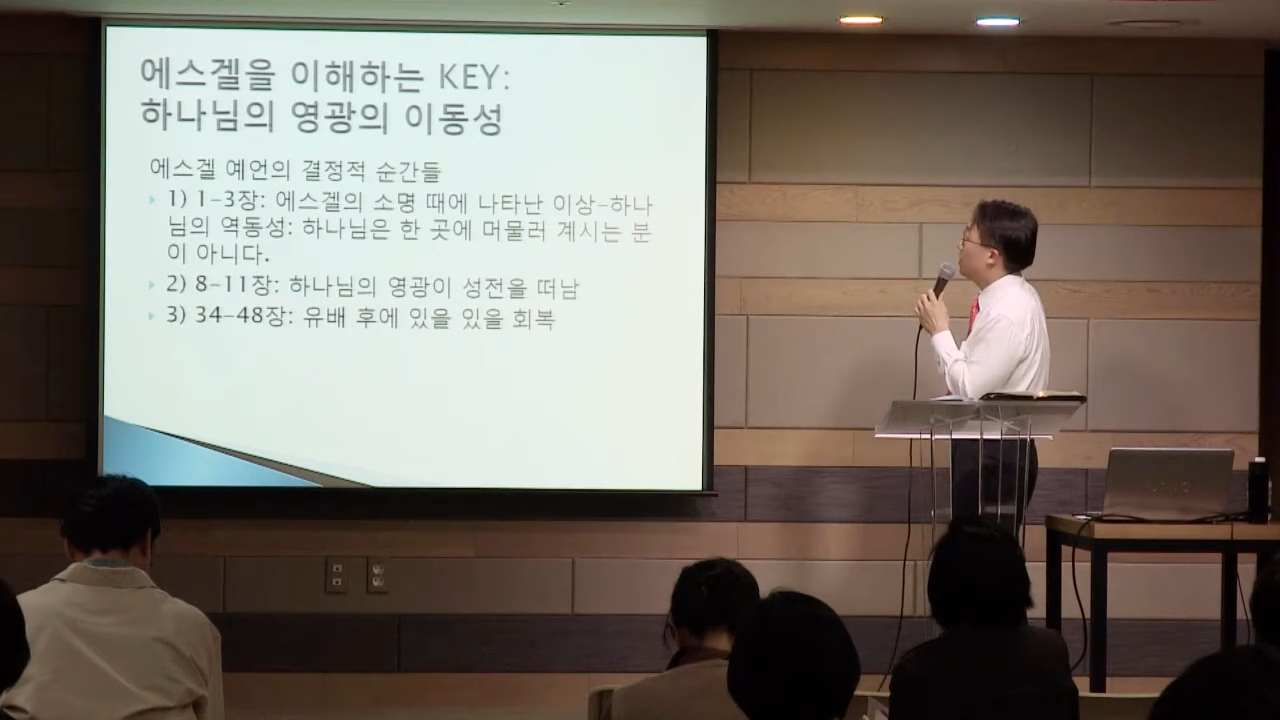 에스겔을 이해하는 KEY:
하나님의 영광의 이동성
에스겔 예언의 결정적 순간들
1) 1-3장: 에스겔의 소명 때에 나타난 이상-하나
님의 역동성: 하나님은 한 곳에 머물러 계시는 분
이 아니다.
2) 8-11장: 하나님의 영광이 성전을 떠남
3) 34-48장: 유배 후에 있을 있을 회복